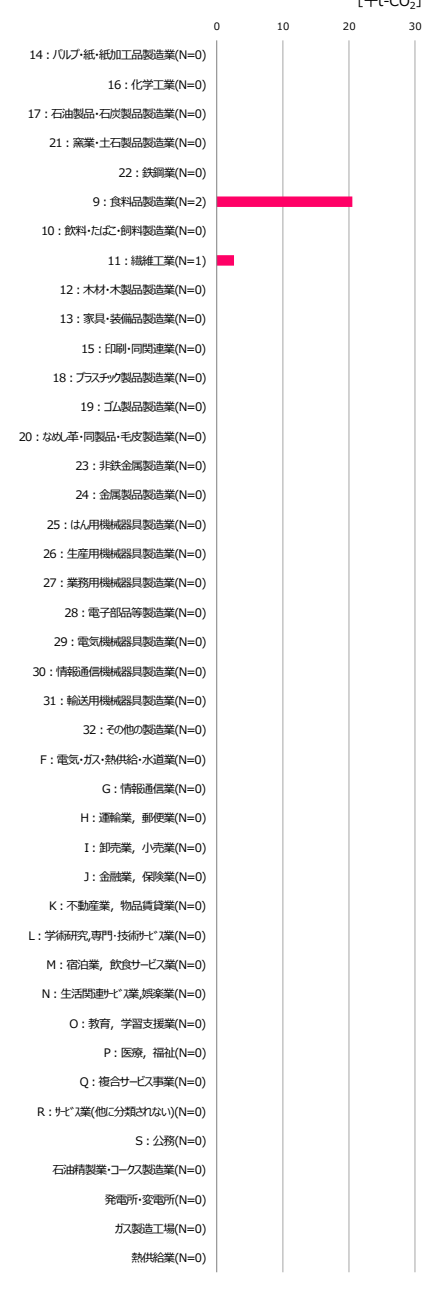 [千t-CO2]
0 10 20 30
14：パルプ・紙・紙加工品製造業(N=0)
16：化学工業(N=0)
17：石油製品・石炭製品製造業(N=0)
21：窯業・土石製品製造業(N=0)
22：鉄鋼業(N=0)
9：食料品製造業(N=2)
10：飲料・たばこ・飼料製造業(N=0)
11：繊維工業(N=1)
12：木材・木製品製造業(N=0)
13：家具・装備品製造業(N=0)
15：印刷・同関連業(N=0)
18：プラスチック製品製造業(N=0)
19：ゴム製品製造業(N=0)
20：なめし革・同製品・毛皮製造業(N=0)
23：非鉄金属製造業(N=0)
24：金属製品製造業(N=0)
25：はん用機械器具製造業(N=0)
26：生産用機械器具製造業(N=0)
27：業務用機械器具製造業(N=0)
28：電子部品等製造業(N=0)
29：電気機械器具製造業(N=0)
30：情報通信機械器具製造業(N=0)
31：輸送用機械器具製造業(N=0)
32：その他の製造業(N=0)
F：電気・ガス・熱供給・水道業(N=0)
G：情報通信業(N=0)
H：運輸業，郵便業(N=0)
I：卸売業，小売業(N=0)
J：金融業，保険業(N=0)
K：不動産業，物品賃貸業(N=0)
L：学術研究,専門・技術ｻｰﾋﾞｽ業(N=0)
M：宿泊業，飲食サービス業(N=0)
N：生活関連ｻｰﾋﾞｽ業,娯楽業(N=0)
O：教育，学習支援業(N=0)
P：医療，福祉(N=0)
Q：複合サービス事業(N=0)
R：ｻｰﾋﾞｽ業(他に分類されない)(N=0)
S：公務(N=0)
石油精製業・コークス製造業(N=0)
発電所・変電所(N=0)
ガス製造工場(N=0)
熱供給業(N=0)